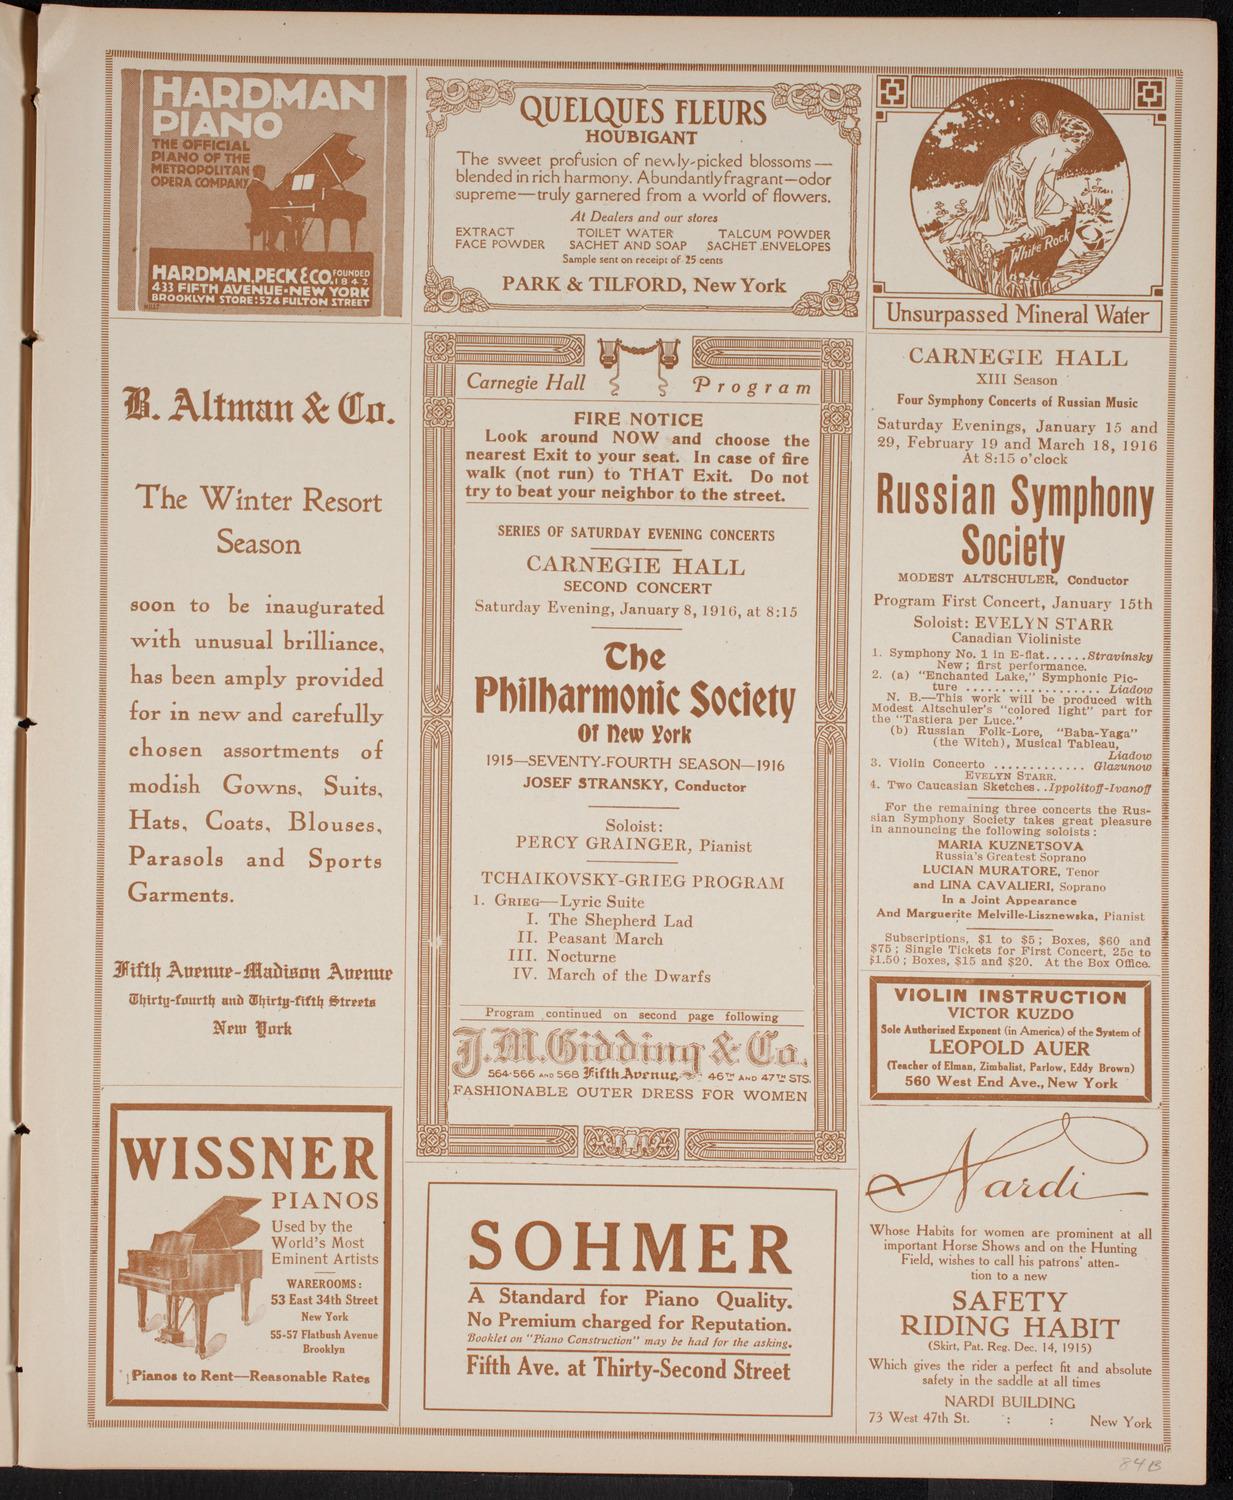 HARDMAN
PIANO
THE OFFICIAL
PIANO OF THE
METROPOLITAN
OPERA COMPANY
HARDMAN, PECK & CO. FOUNDED 1842
433 FIFTH AVENUE - NEW YORK
BROOKLYN STORE: 524 FULTON STREET
B. Altman & Co.
The Winter Resort
Season
soon to be inaugurated
with unusual brilliance,
has been amply provided
for in new and carefully
chosen assortments of
modish Gowns, Suits,
Hats, Coats, Blouses,
Parasols and Sports
Garments.
Fifth Avenue-Madison Avenue
Thirty-fourth and Thirty-fifth Streets
New York
WISSNER
PIANOS
Used by the
World's Most
Eminent Artists
WAREROOMS:
53 East 34th Street
New York
55-57 Flatbush Avenue
Brooklyn
Pianos to Rent—Reasonable Rates
QUELQUES FLEURS
HOUBIGANT
The sweet profusion of newly-picked blossoms—
blended in rich harmony. Abundantly fragrant—odor
supreme—truly garnered from a world of flowers.
At Dealers and our stores
EXTRACT TOILET WATER TALCUM POWDER
FACE POWDER SACHET AND SOAP SACHET ENVELOPES
Sample sent on receipt of 25 cents
PARK & TILFORD, New York
Carnegie Hall Program
FIRE NOTICE
Look around NOW and choose the
nearest Exit to your seat. In case of fire
walk (not run) to THAT Exit. Do not
try to beat your neighbor to the street.
SERIES OF SATURDAY EVENING CONCERTS
CARNEGIE HALL
SECOND CONCERT
Saturday Evening, January 8, 1916, at 8:15
The
Philharmonic Society
Of New York
1915—SEVENTY-FOURTH SEASON—1916
JOSEF STRANSKY, Conductor
Soloist:
PERCY GRAINGER, Pianist
TCHAIKOVSKY-GRIEG PROGRAM
1. GRIEG—Lyric Suite
I. The Shepherd Lad
II. Peasant March
III. Nocturne
IV. March of the Dwarfs
Program continued on second page following
J.M. Gidding & Co.
564-566 AND 568 Fifth Avenue, 46TH AND 47TH STS.
FASHIONABLE OUTER DRESS FOR WOMEN
SOHMER
A Standard for Piano Quality.
No Premium charged for Reputation.
Booklet on "Piano Construction" may be had for the asking.
Fifth Ave. at Thirty-Second Street
White Rock
Unsurpassed Mineral Water
CARNEGIE HALL
XIII Season
Four Symphony Concerts of Russian Music
Saturday Evenings, January 15 and
29, February 19 and March 18, 1916
At 8:15 o'clock
Russian Symphony
Society
MODEST ALTSCHULER, Conductor
Program First Concert, January 15th
Soloist: EVELYN STARR
Canadian Violiniste
1. Symphony No. 1 in E-flat......Stravinsky
New; first performance.
2. (a) "Enchanted Lake," Symphonic Pic-
ture .................. Liadow
N. B.—This work will be produced with
Modest Altschuler's "colored light" part for
the "Tastiera per Luce."
(b) Russian Folk-Lore, "Baba-Yaga"
(the Witch), Musical Tableau,
Liadow
3. Violin Concerto ............. Glazunow
EVELYN STARR.
4. Two Caucasian Sketches..Ippolitoff-Ivanoff
For the remaining three concerts the Rus-
sian Symphony Society takes great pleasure
in announcing the following soloists:
MARIA KUZNETSOVA
Russia's Greatest Soprano
LUCIAN MURATORE, Tenor
and LINA CAVALIERI, Soprano
In a Joint Appearance
And Marguerite Melville-Lisznewska, Pianist
Subscriptions, $1 to $5; Boxes, $60 and
$75; Single Tickets for First Concert, 25c to
$1.50; Boxes, $15 and $20. At the Box Office.
VIOLIN INSTRUCTION
VICTOR KUZDO
Sole Authorized Exponent (in America) of the System of
LEOPOLD AUER
(Teacher of Elman, Zimbalist, Parlow, Eddy Brown)
560 West End Ave., New York
Nardi
Whose Habits for women are prominent at all
important Horse Shows and on the Hunting
Field, wishes to call his patrons' atten-
tion to a new
SAFETY
RIDING HABIT
(Skirt, Pat. Reg. Dec. 14, 1915)
Which gives the rider a perfect fit and absolute
safety in the saddle at all times
NARDI BUILDING
73 West 47th St. : : New York
84B